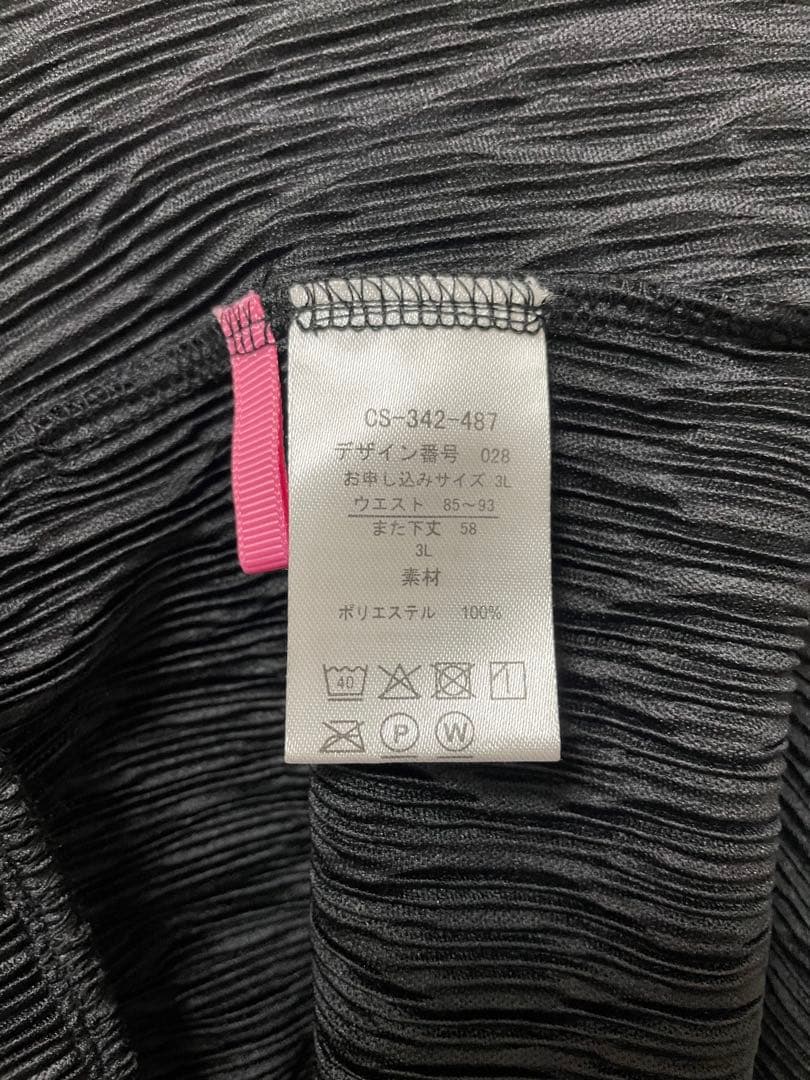 CS-342-487
デザイン番号 028
お申し込みサイズ 3L
ウエスト 85～93
また下丈 58
3L
素材
ポリエステル 100%
40
P W